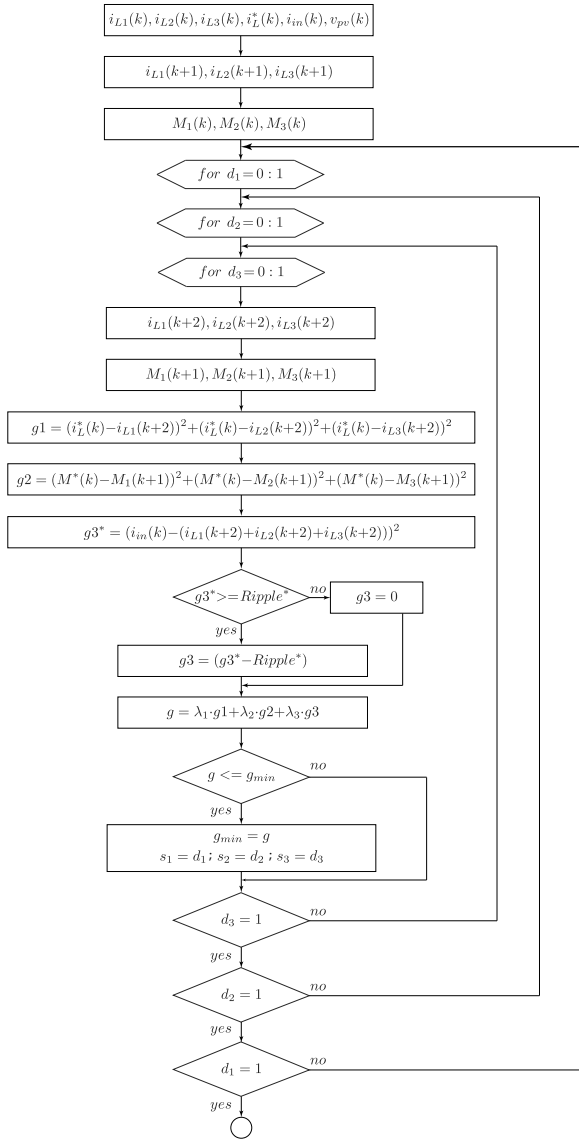 i_{L1}(k), i_{L2}(k), i_{L3}(k), i_L^*(k), i_{in}(k), v_{pv}(k)
i_{L1}(k+1), i_{L2}(k+1), i_{L3}(k+1)
M_1(k), M_2(k), M_3(k)
for d_1=0 : 1
for d_2=0 : 1
for d_3=0 : 1
i_{L1}(k+2), i_{L2}(k+2), i_{L3}(k+2)
M_1(k+1), M_2(k+1), M_3(k+1)
g1 = (i_L^*(k)−i_{L1}(k+2))^2+(i_L^*(k)−i_{L2}(k+2))^2+(i_L^*(k)−i_{L3}(k+2))^2
g2 = (M^*(k)−M_1(k+1))^2+(M^*(k)−M_2(k+1))^2+(M^*(k)−M_3(k+1))^2
g3^* = (i_{in}(k)−(i_{L1}(k+2)+i_{L2}(k+2)+i_{L3}(k+2)))^2
g3^*>=Ripple^*
no
g3 = 0
yes
g3 = (g3^*−Ripple^*)
g = λ_1·g1+λ_2·g2+λ_3·g3
g <= g_{min}
no
yes
g_{min} = g
s_1 = d_1 ; s_2 = d_2 ; s_3 = d_3
d_3 = 1
no
yes
d_2 = 1
no
yes
d_1 = 1
no
yes